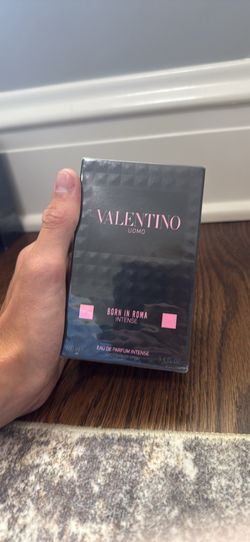 VALENTINO
UOMO
BORN IN ROMA
INTENSE
EAU DE PARFUM INTENSE